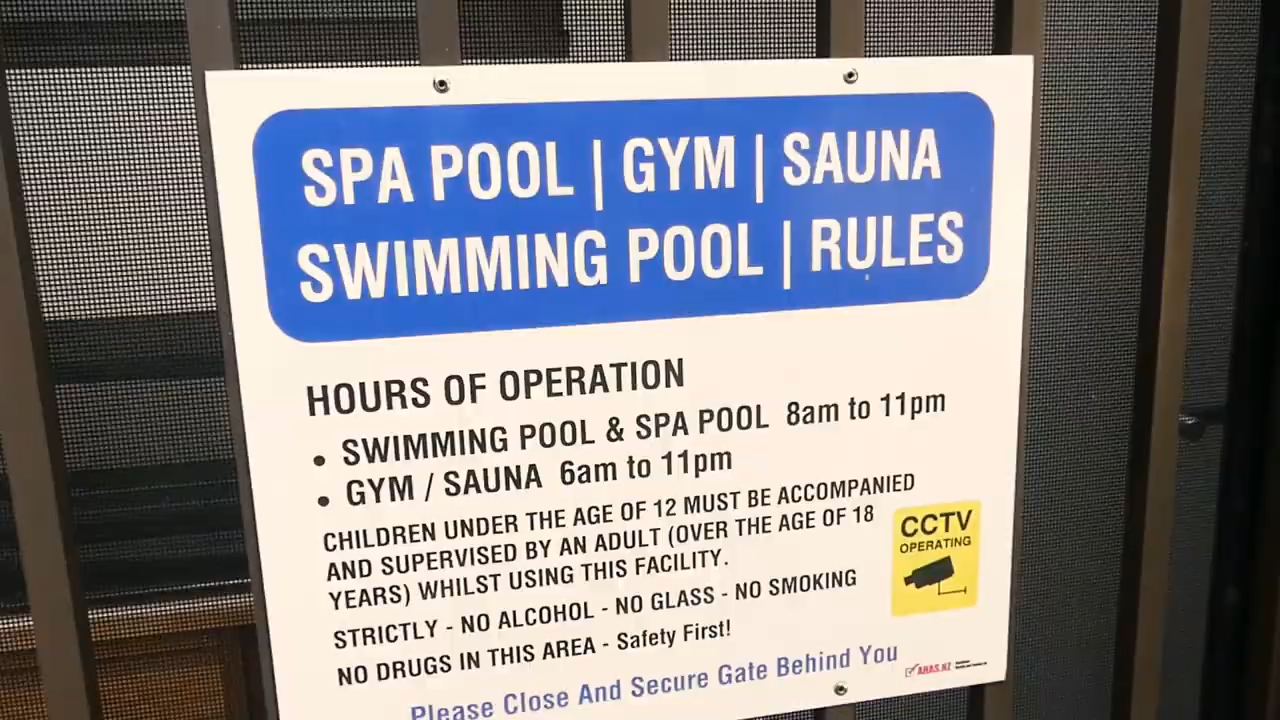 SPA POOL | GYM | SAUNA
SWIMMING POOL | RULES
HOURS OF OPERATION
• SWIMMING POOL & SPA POOL 8am to 11pm
• GYM / SAUNA 6am to 11pm
CHILDREN UNDER THE AGE OF 12 MUST BE ACCOMPANIED
AND SUPERVISED BY AN ADULT (OVER THE AGE OF 18
YEARS) WHILST USING THIS FACILITY.
STRICTLY - NO ALCOHOL - NO GLASS - NO SMOKING
NO DRUGS IN THIS AREA - Safety First!
CCTV
OPERATING
Please Close And Secure Gate Behind You